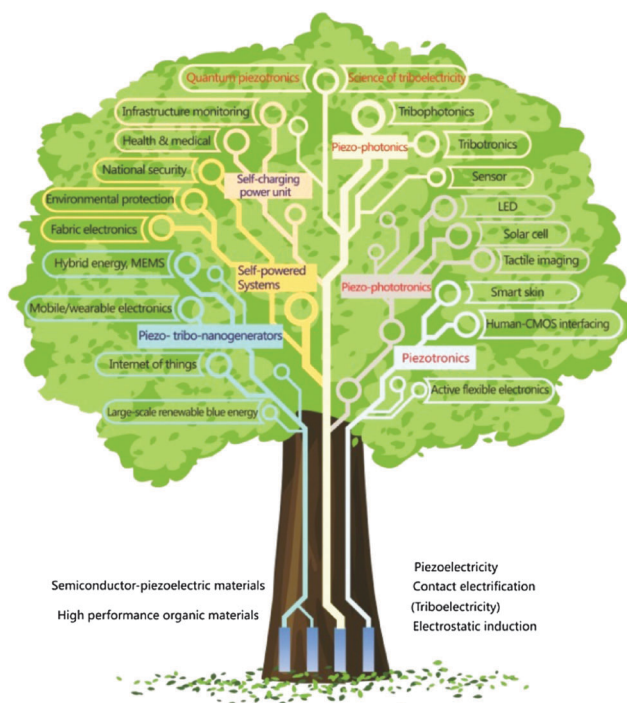 Quantum piezotronics
Science of triboelectricity
Infrastructure monitoring
Tribophotonics
Health & medical
Piezo-photonics
Tribotronics
National security
Self-charging
power unit
Sensor
Environmental protection
LED
Fabric electronics
Solar cell
Hybrid energy, MEMS
Self-powered
Systems
Tactile imaging
Piezo-phototronics
Smart skin
Mobile/wearable electronics
Human-CMOS interfacing
Piezo- tribo-nanogenerators
Piezotronics
Internet of things
Active flexible electronics
Large-scale renewable blue energy
Semiconductor-piezoelectric materials
High performance organic materials
Piezoelectricity
Contact electrification
(Triboelectricity)
Electrostatic induction